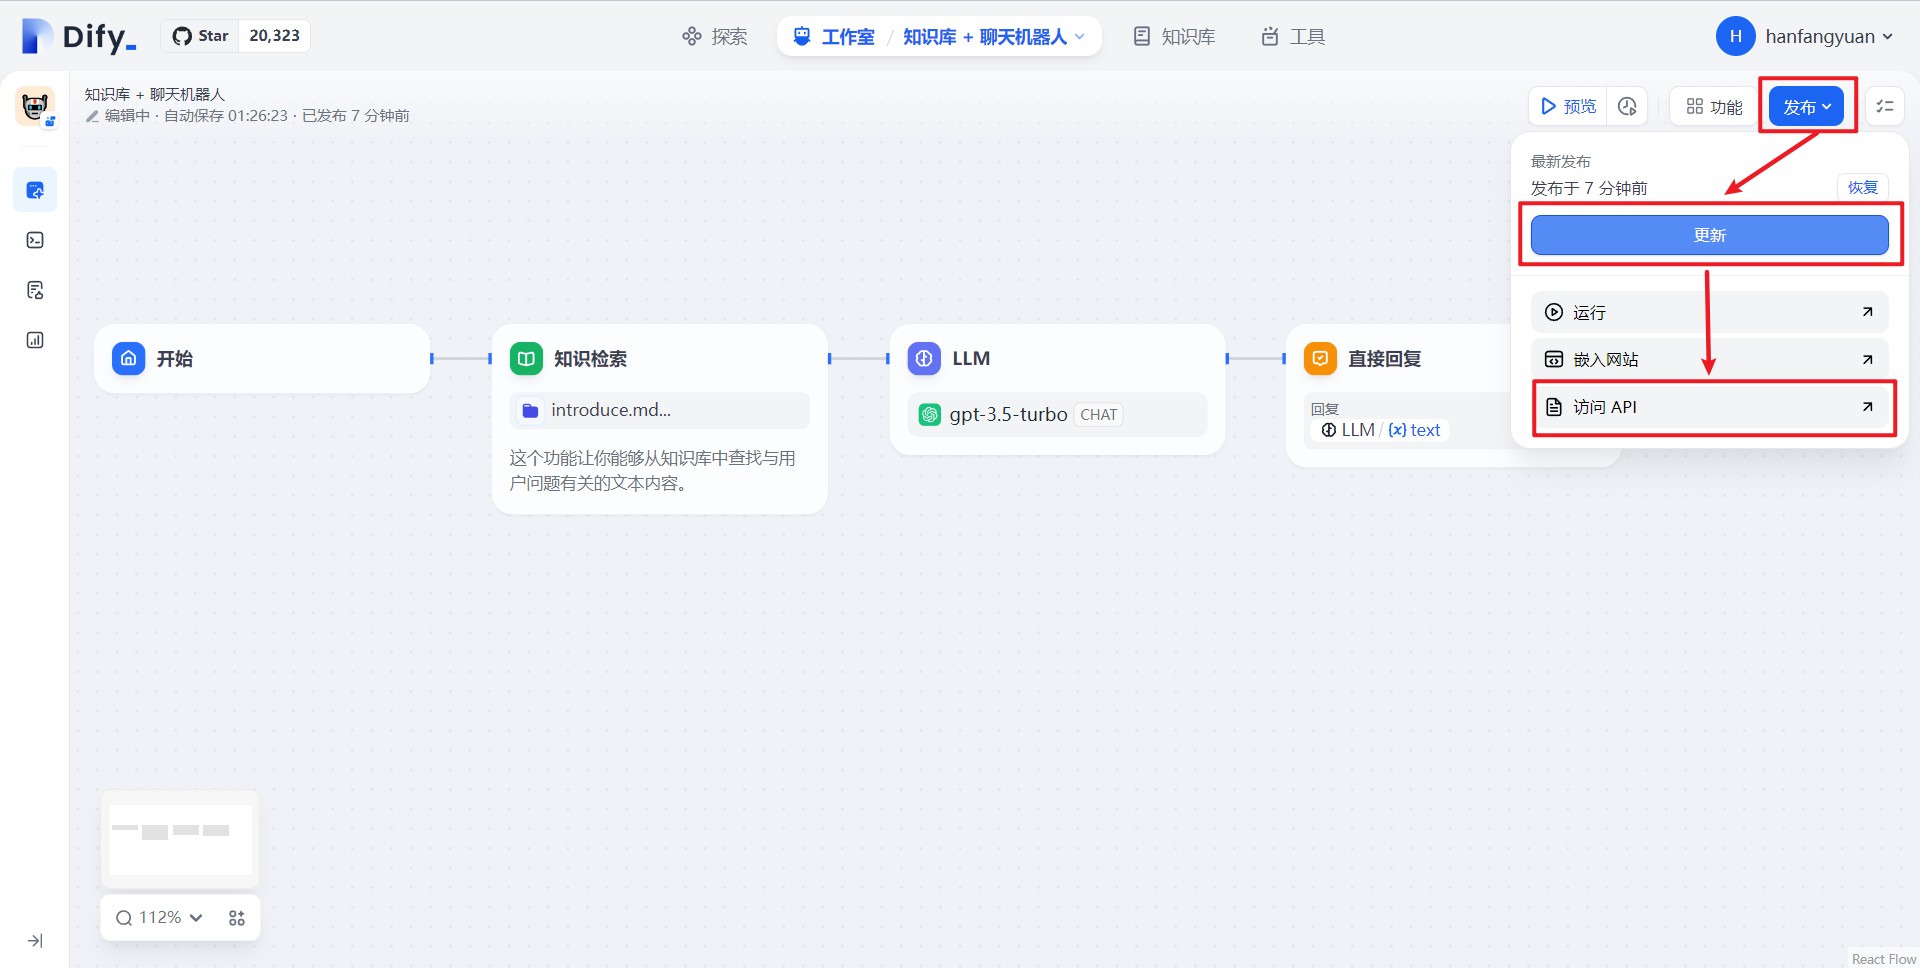 Dify_
Star 20,323
探索
工作室 / 知识库 + 聊天机器人
知识库
工具
H hanfangyuan
知识库 + 聊天机器人
编辑中 · 自动保存 01:26:23 · 已发布 7 分钟前
预览
功能
发布
最新发布
发布于 7 分钟前
恢复
更新
运行
嵌入网站
访问 API
开始
知识检索
introduce.md...
这个功能让你能够从知识库中查找与用
户问题有关的文本内容。
LLM
gpt-3.5-turbo CHAT
直接回复
回复
LLM / {x} text
112%
React Flow